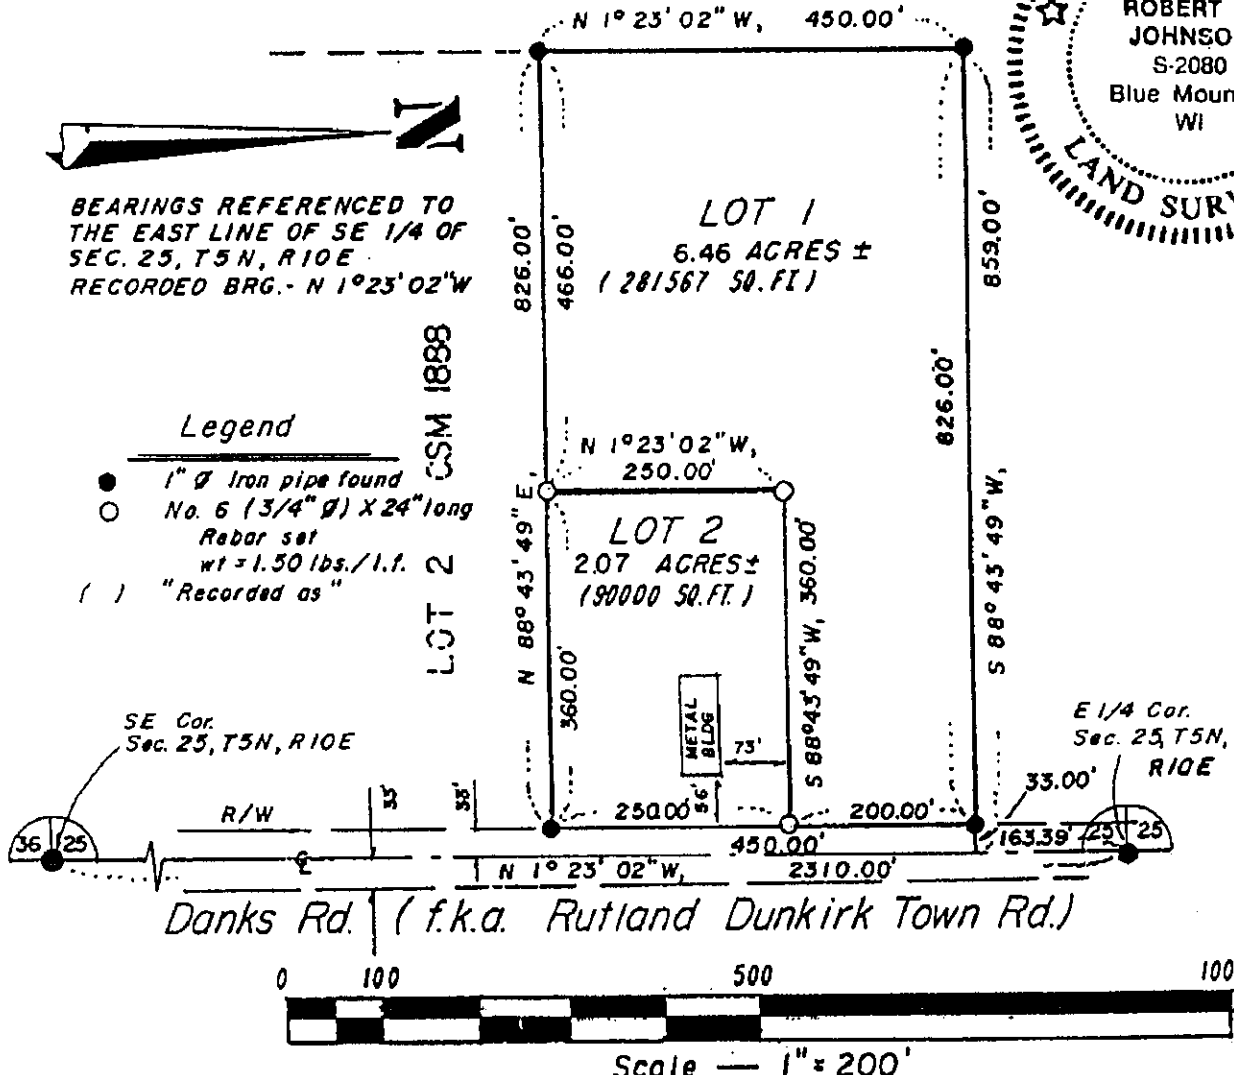 N 1° 23' 02" W, 450.00'
ROBERT
JOHNSO
S-2080
Blue Moun
WI
LAND SURV
N
BEARINGS REFERENCED TO
THE EAST LINE OF SE 1/4 OF
SEC. 25, T5N, R10E
RECORDED BRG.- N 1°23'02"W
826.00'
466.00'
LOT 1
6.46 ACRES ±
(281567 SQ.FT)
859.00'
826.00'
S 88° 43' 49"W,
LOT 2 CSM 1888
Legend
1" Ø Iron pipe found
No. 6 (3/4" Ø) X 24" long
Rebar set
wt = 1.50 lbs./l.f.
( ) "Recorded as"
N 1°23'02"W,
250.00'
N 88° 43' 49" E,
360.00'
LOT 2
2.07 ACRES±
(90000 SQ.FT.)
S 88°43'49"W, 360.00'
METAL
BLDG
73'
56'
SE Cor.
Sec. 25, T5N, R10E
E 1/4 Cor.
Sec. 25, T5N,
R10E
33.00'
R/W
33'
33'
250.00'
200.00'
450.00'
163.39'
36 25
25 25
N 1° 23' 02"W, 2310.00'
Danks Rd. (f.k.a. Rutland Dunkirk Town Rd.)
0 100 500 100
Scale — 1" = 200'